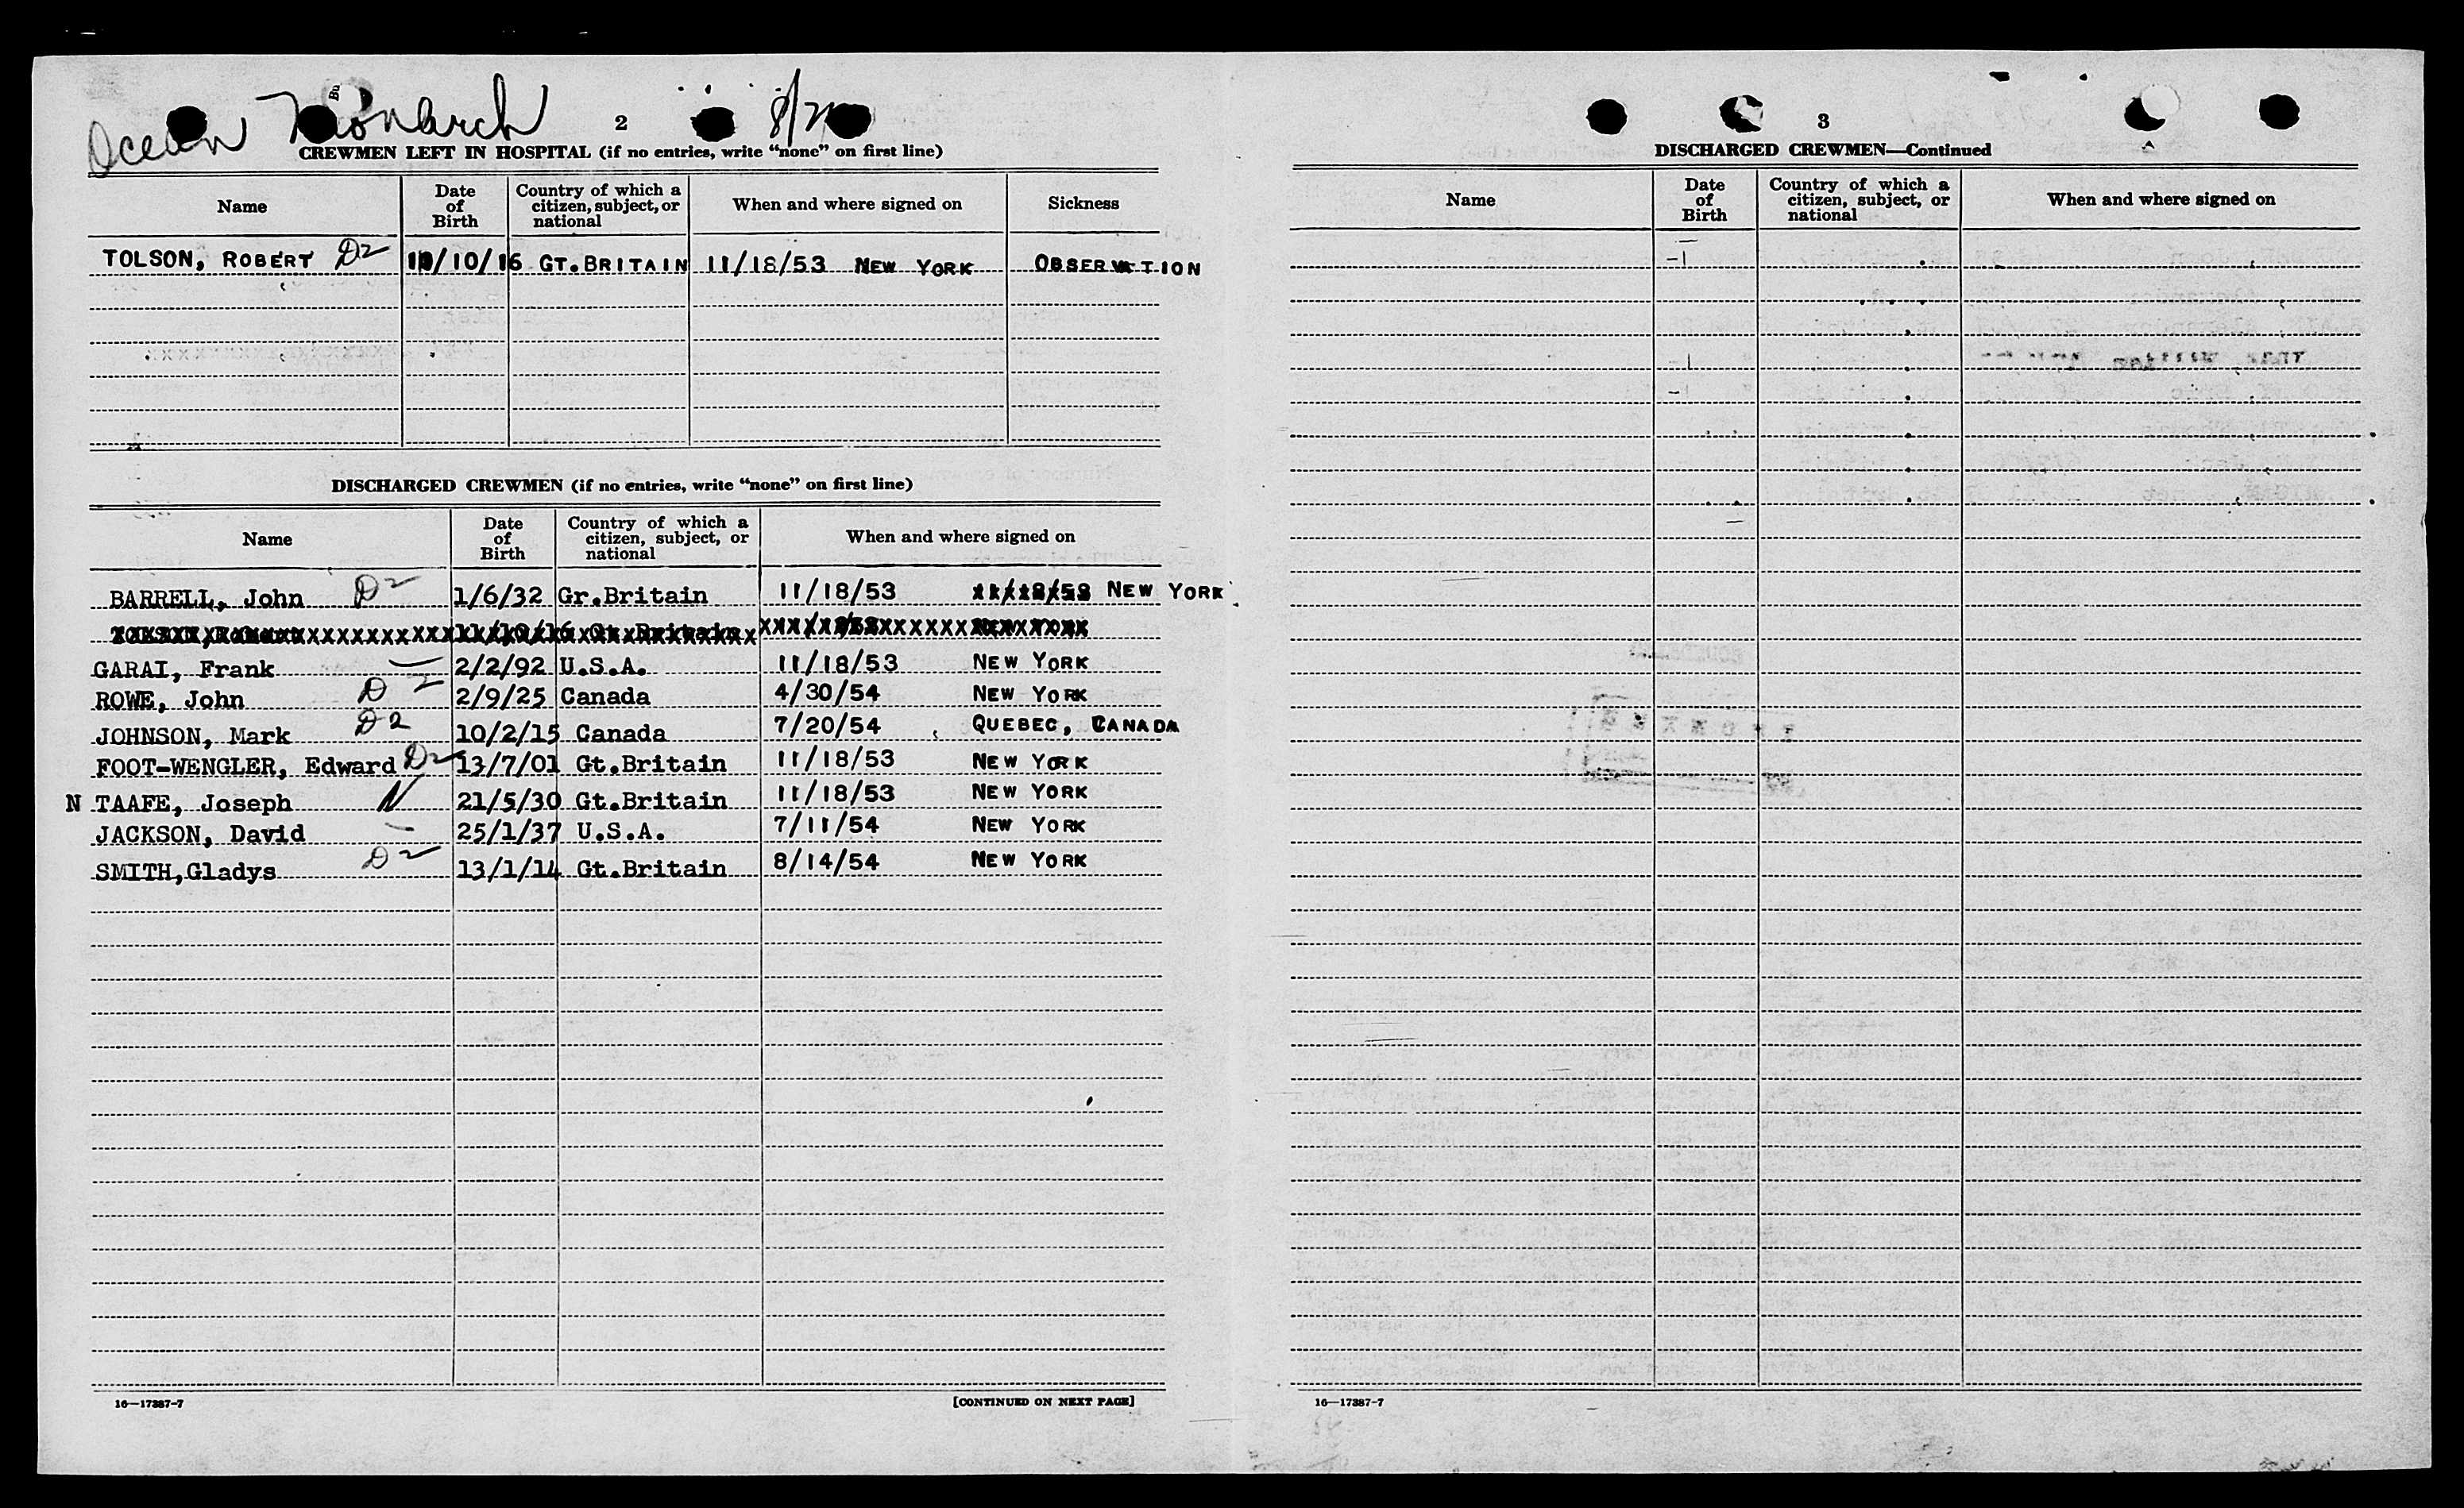 Ocean Monarch 2
CREWMEN LEFT IN HOSPITAL (if no entries, write “none” on first line)
Name Date of Birth Country of which a citizen, subject, or national When and where signed on Sickness
TOLSON, ROBERT D2 /10/16 GT.BRITAIN 11/18/53 NEW YORK OBSERVATION
DISCHARGED CREWMEN (if no entries, write “none” on first line)
Name Date of Birth Country of which a citizen, subject, or national When and where signed on
BARRELL, John D2 1/6/32 Gr.Britain 11/18/53 NEW YORK
GARAI, Frank — 2/2/92 U.S.A. 11/18/53 NEW YORK
ROWE, John D2 2/9/25 Canada 4/30/54 NEW YORK
JOHNSON, Mark D2 10/2/15 Canada 7/20/54 QUEBEC, CANADA
FOOT-WENGLER, Edward D2 13/7/01 Gt.Britain 11/18/53 NEW YORK
N TAAFE, Joseph N 21/5/30 Gt.Britain 11/18/53 NEW YORK
JACKSON, David — 25/1/37 U.S.A. 7/11/54 NEW YORK
SMITH,Gladys D2 13/1/14 Gt.Britain 8/14/54 NEW YORK
16—17387-7 [CONTINUED ON NEXT PAGE]
3
DISCHARGED CREWMEN—Continued
Name Date of Birth Country of which a citizen, subject, or national When and where signed on
16—17387-7